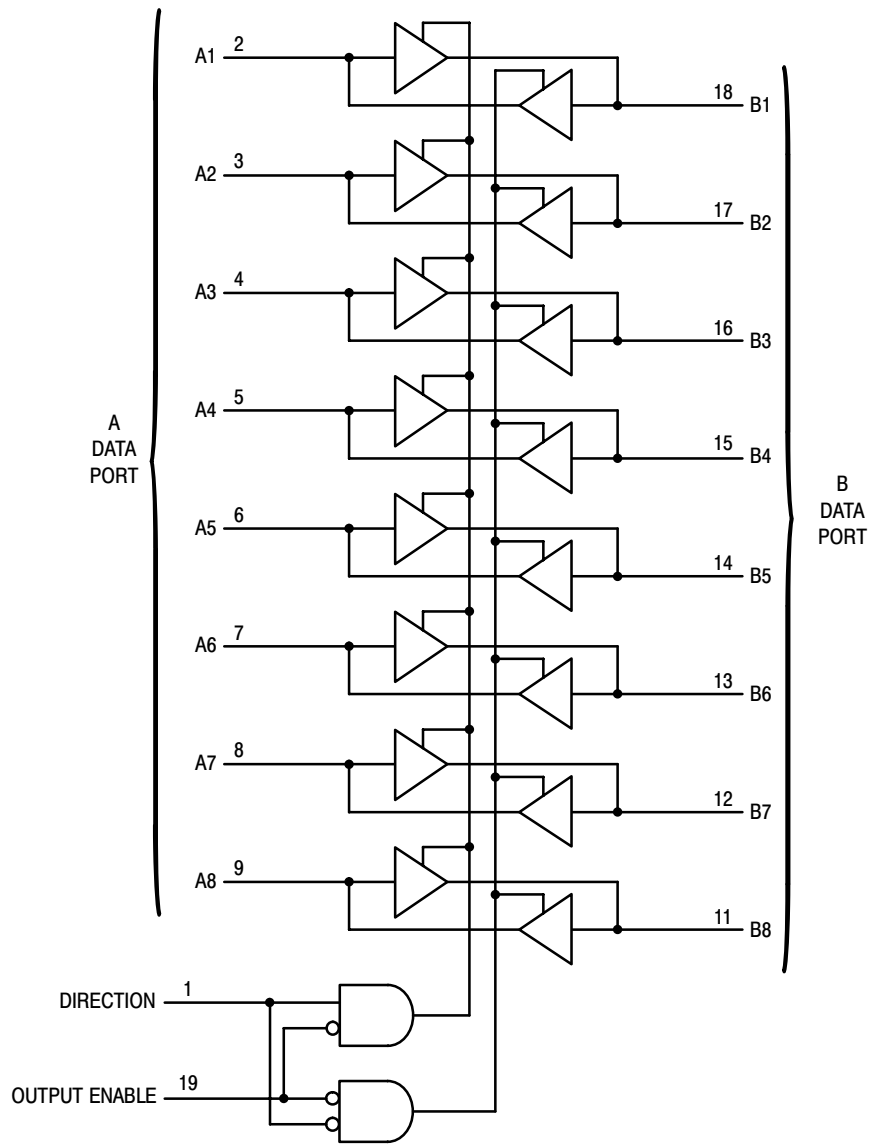 A1 2
18 B1
A2 3
17 B2
A3 4
16 B3
A4 5
15 B4
A
DATA
PORT
A5 6
14 B5
B
DATA
PORT
A6 7
13 B6
A7 8
12 B7
A8 9
11 B8
DIRECTION 1
OUTPUT ENABLE 19